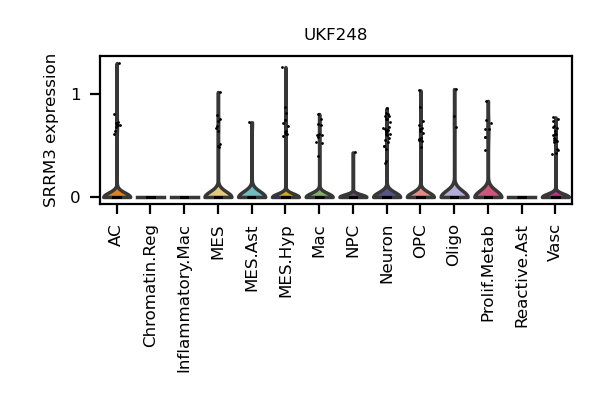 UKF248
SRRM3 expression
1
0
AC
Chromatin.Reg
Inflammatory.Mac
MES
MES.Ast
MES.Hyp
Mac
NPC
Neuron
OPC
Oligo
Prolif.Metab
Reactive.Ast
Vasc